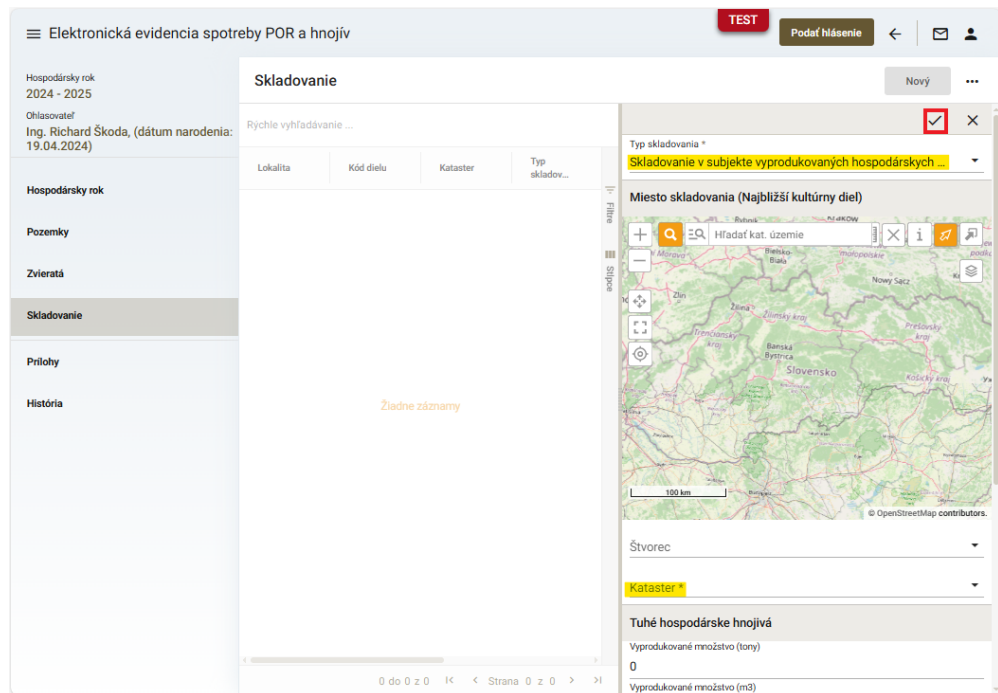 TEST
Elektronická evidencia spotreby POR a hnojív
Podať hlásenie
Hospodársky rok
2024 - 2025
Ohlasovateľ
Ing. Richard Škoda, (dátum narodenia:
19.04.2024)
Hospodársky rok
Pozemky
Zvieratá
Skladovanie
Prílohy
História
Skladovanie
Nový
Rýchle vyhľadávanie ...
Lokalita
Kód dielu
Kataster
Typ
skladov...
Filtre
Stĺpce
Žiadne záznamy
0 do 0 z 0
Strana 0 z 0
Typ skladovania *
Skladovanie v subjekte vyprodukovaných hospodárskych ...
Miesto skladovania (Najbližší kultúrny diel)
Hľadať kat. územie
Bielsko-
Biała
małopolskie
Nowy Sącz
Zlín
Žilina
Žilinský kraj
Trenčiansky
kraj
Prešovský
kraj
Banská
Bystrica
Slovensko
Košický kraj
100 km
© OpenStreetMap contributors.
Štvorec
Kataster *
Tuhé hospodárske hnojivá
Vyprodukované množstvo (tony)
0
Vyprodukované množstvo (m3)